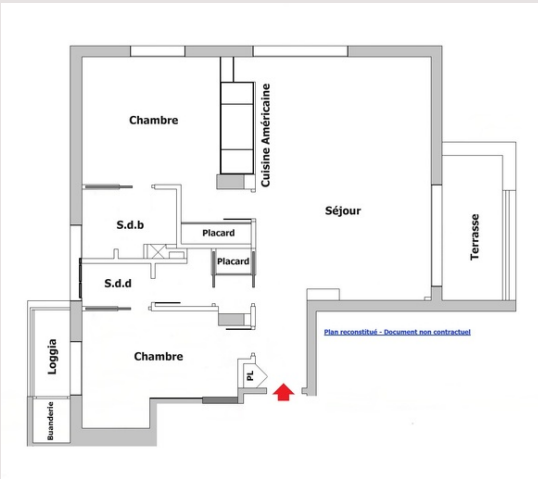 Chambre
Cuisine Américaine
S.d.b
Placard
Séjour
Terrasse
Placard
S.d.d
Plan reconstitué - Document non contractuel
Loggia
Chambre
PL
Buanderie